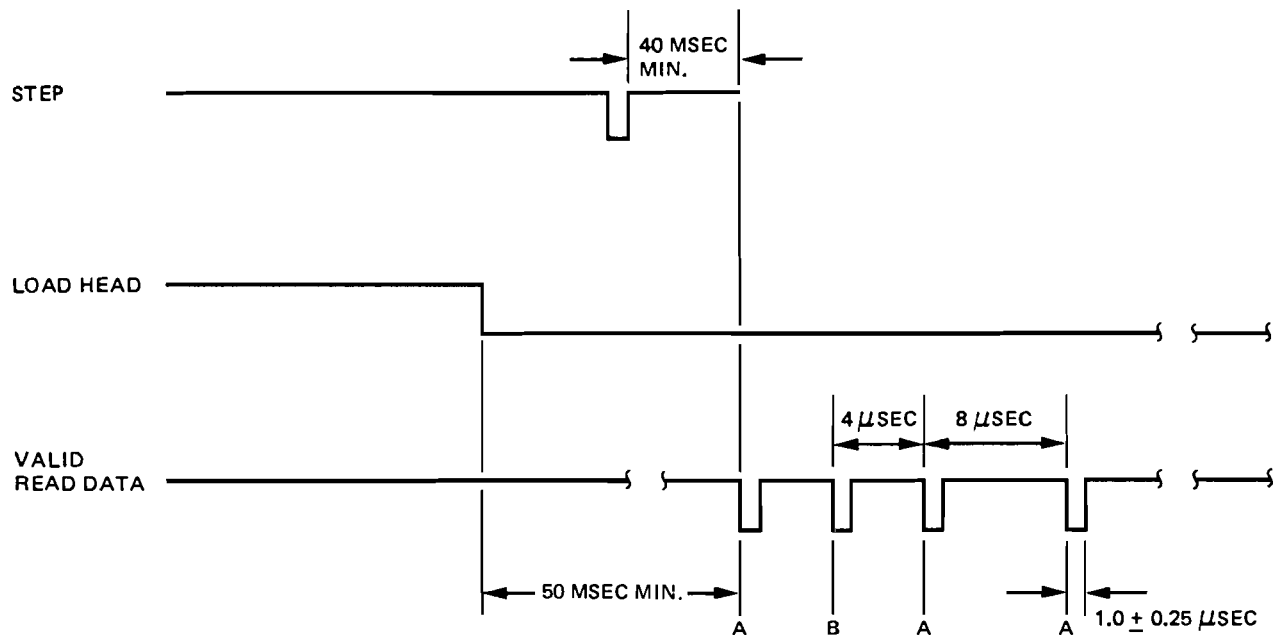 40 MSEC
MIN.
STEP
LOAD HEAD
4 µSEC
8 µSEC
VALID
READ DATA
50 MSEC MIN.
1.0 ± 0.25 µSEC
A
B
A
A